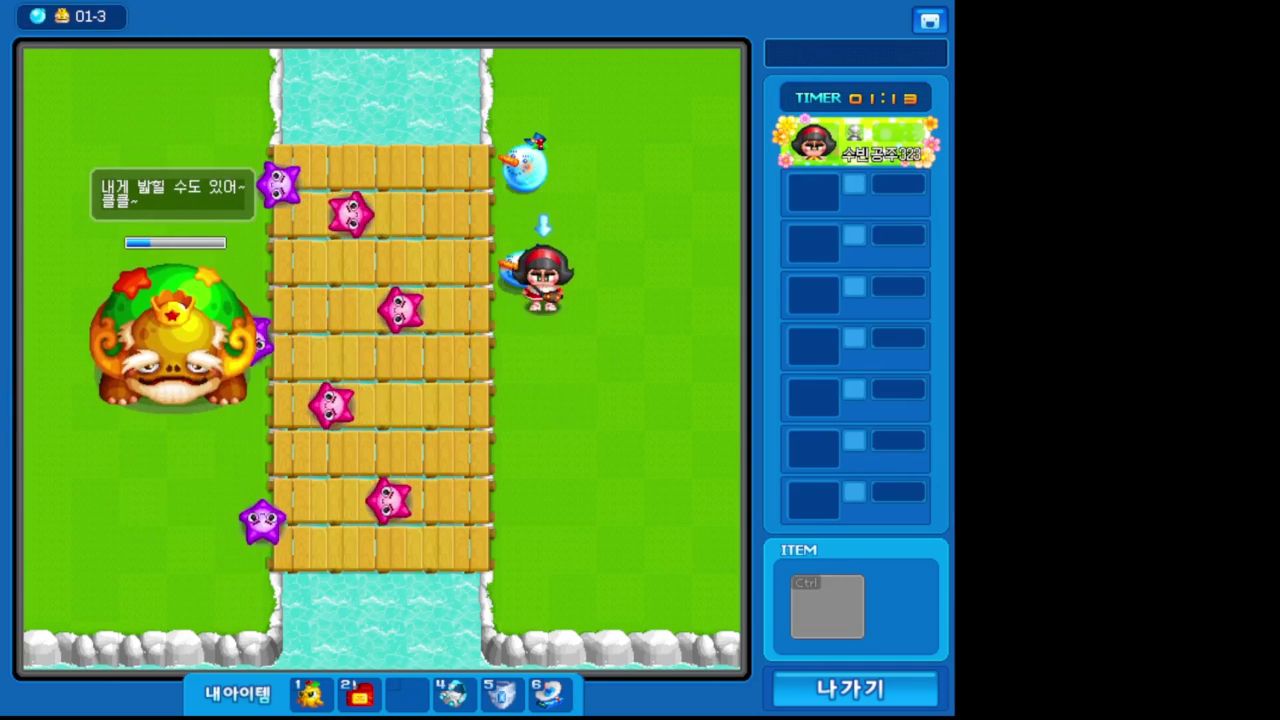 01-3
TIMER 01:13
수빈공주023
내게 밟힐 수도 있어~
클클~
ITEM
Ctrl
내아이템
1
2
4
5
6
나가기